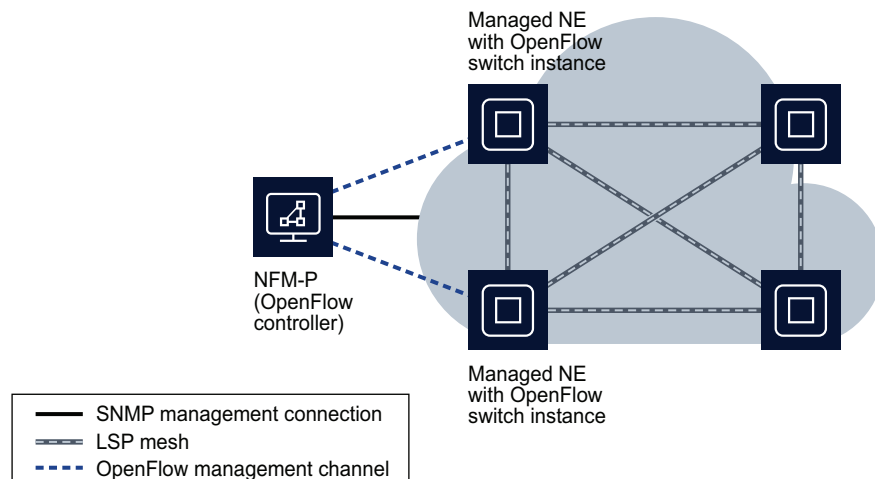 Managed NE
with OpenFlow
switch instance
NFM-P
(OpenFlow
controller)
Managed NE
with OpenFlow
switch instance
SNMP management connection
LSP mesh
OpenFlow management channel